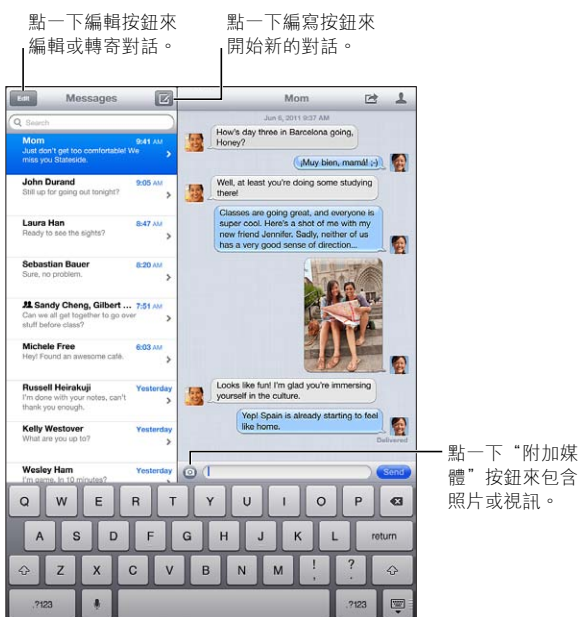 點一下編輯按鈕來
編輯或轉寄對話。
點一下編寫按鈕來
開始新的對話。
Edit
Messages
Search
Mom 9:41 AM
Just don't get too comfortable! We
miss you Stateside.
John Durand 9:05 AM
Still up for going out tonight?
Laura Han 8:47 AM
Ready to see the sights?
Sebastian Bauer 8:20 AM
Sure, no problem.
Sandy Cheng, Gilbert ... 7:51 AM
Can we all get together to go over
stuff before class?
Michele Free 6:03 AM
Hey! Found an awesome café.
Russell Heirakuji Yesterday
I'm done with your notes, can't
thank you enough.
Kelly Westover Yesterday
What are you up to?
Wesley Ham Yesterday
I'm game. In 10 minutes?
Mom
Jun 6, 2011 9:37 AM
How's day three in Barcelona going,
Honey?
¡Muy bien, mamá! ;-)
Well, at least you're doing some studying
there!
Classes are going great, and everyone is
super cool. Here's a shot of me with my
new friend Jennifer. Sadly, neither of us
has a very good sense of direction...
Looks like fun! I'm glad you're immersing
yourself in the culture.
Yep! Spain is already starting to feel
like home.
Delivered
Send
點一下“附加媒
體”按鈕來包含
照片或視訊。
Q W E R T Y U I O P
A S D F G H J K L return
Z X C V B N M ! , ? .
.?123 .?123